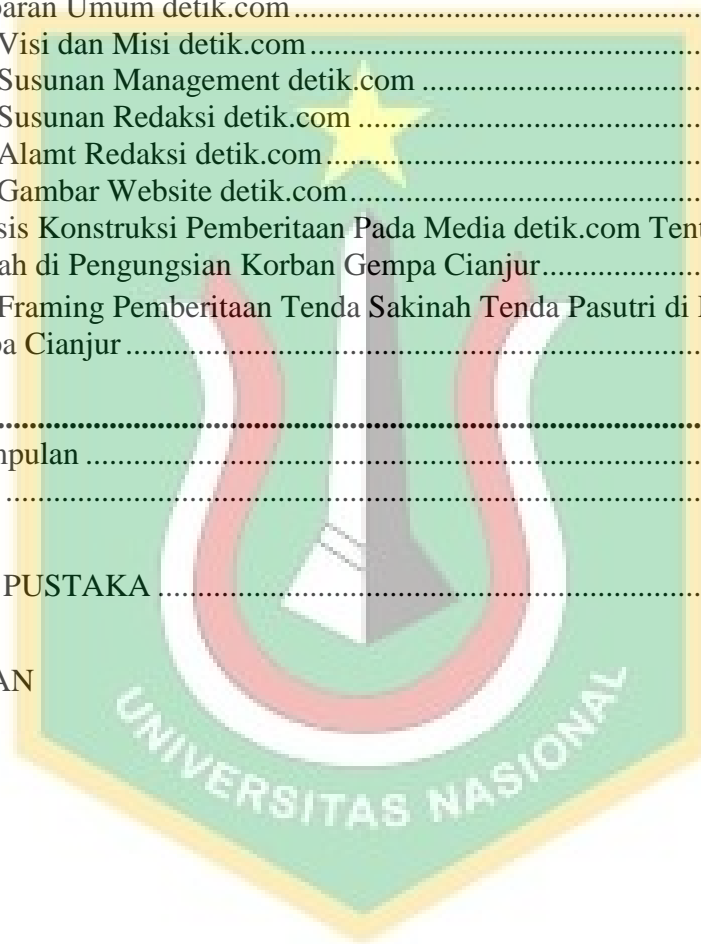 baran Umum detik.com....................................................
Visi dan Misi detik.com....................................................
Susunan Management detik.com ....................................
Susunan Redaksi detik.com .............................................
Alamt Redaksi detik.com..................................................
Gambar Website detik.com...............................................
sis Konstruksi Pemberitaan Pada Media detik.com Tent
ah di Pengungsian Korban Gempa Cianjur.....................
Framing Pemberitaan Tenda Sakinah Tenda Pasutri di
a Cianjur............................................................................
..........................................................................................
mpulan ...............................................................................
..........................................................................................
PUSTAKA ........................................................................
AN
UNIVERSITAS NASIONAL